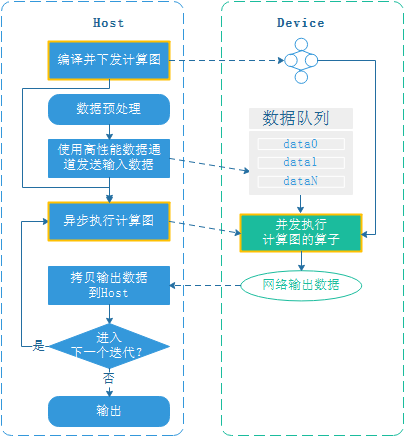 Host
编译并下发计算图
数据预处理
使用高性能数据通
道发送输入数据
异步执行计算图
拷贝输出数据
到Host
进入
下一个迭代?
是
否
输出
Device
数据队列
data0
data1
dataN
并发执行
计算图的算子
网络输出数据